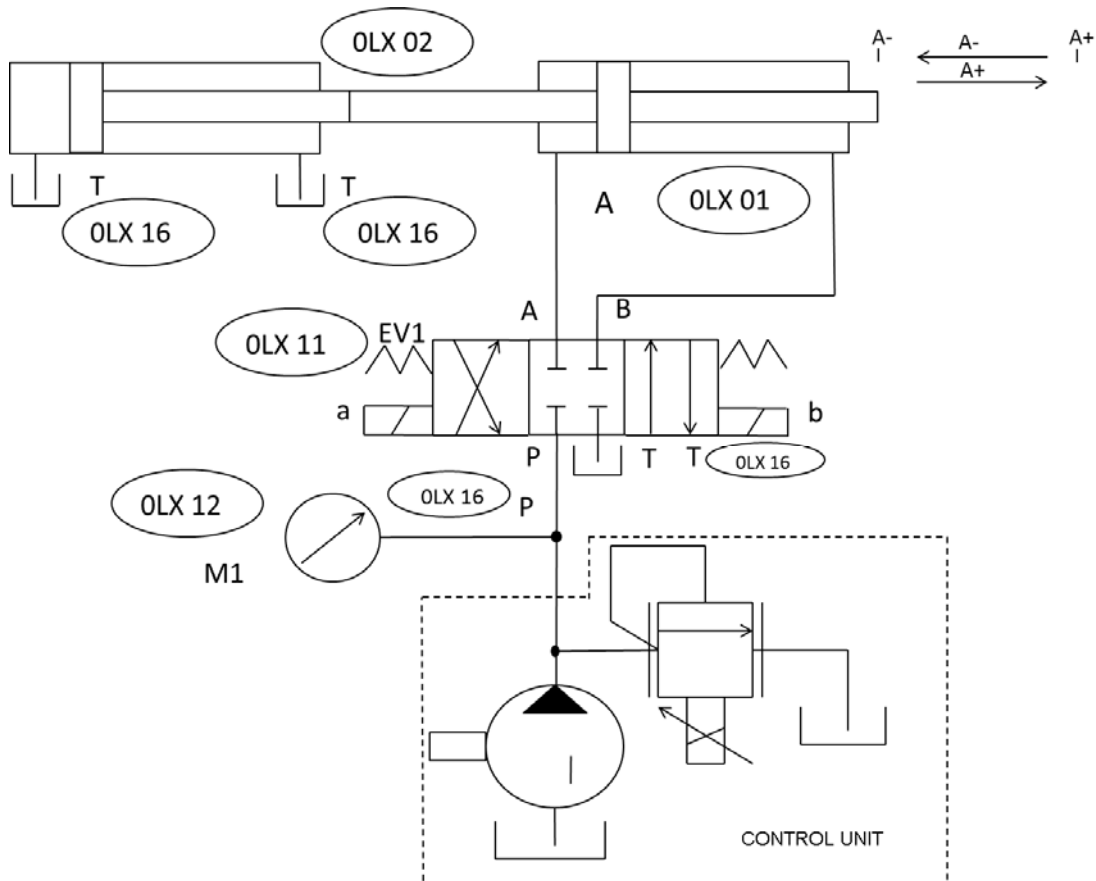 0LX 02
A-
A-
A+
A+
T
T
0LX 16
0LX 16
A
0LX 01
A
B
0LX 11
EV1
a
b
P
T
T
0LX 16
0LX 12
0LX 16
P
M1
CONTROL UNIT